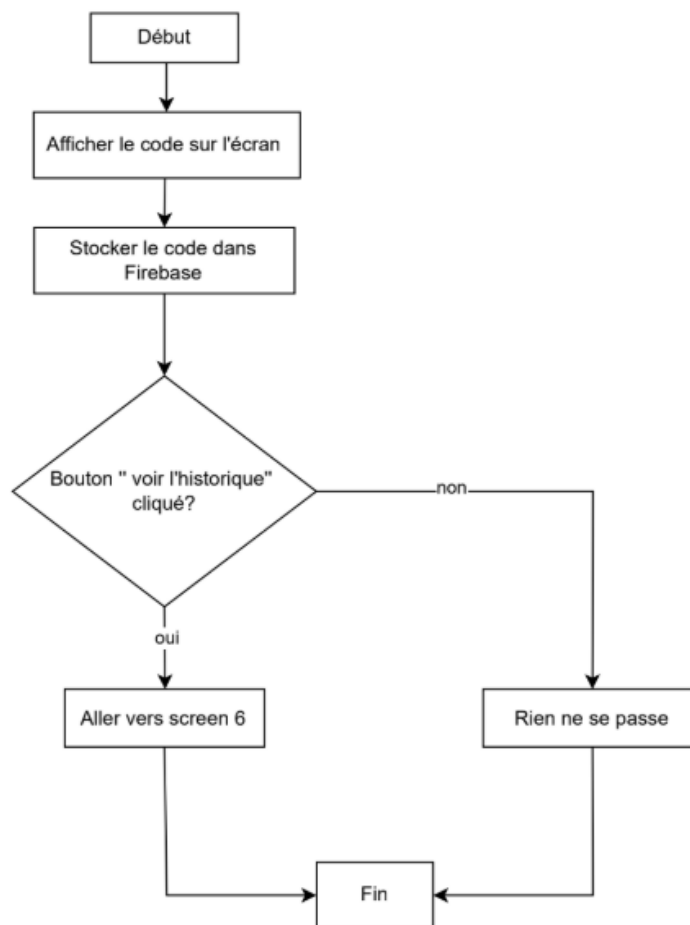 Début
Afficher le code sur l'écran
Stocker le code dans
Firebase
Bouton " voir l'historique"
cliqué?
non
oui
Aller vers screen 6
Rien ne se passe
Fin